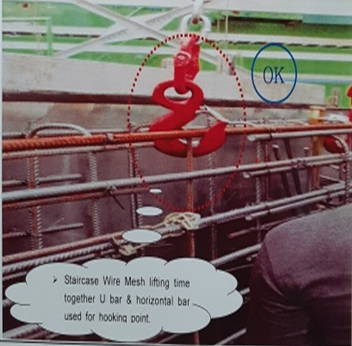 OK
➢ Staircase Wire Mesh lifting time
together U bar & horizontal bar
used for hooking point.